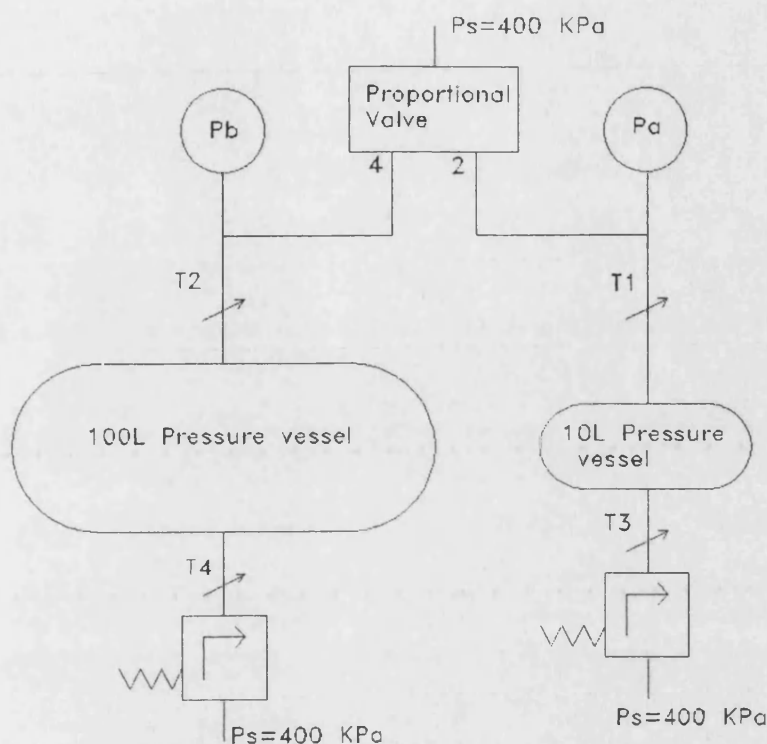 Ps=400 KPa
Proportional
Valve
Pb
Pa
4
2
T2
T1
100L Pressure vessel
10L Pressure
vessel
T3
T4
Ps=400 KPa
Ps=400 KPa